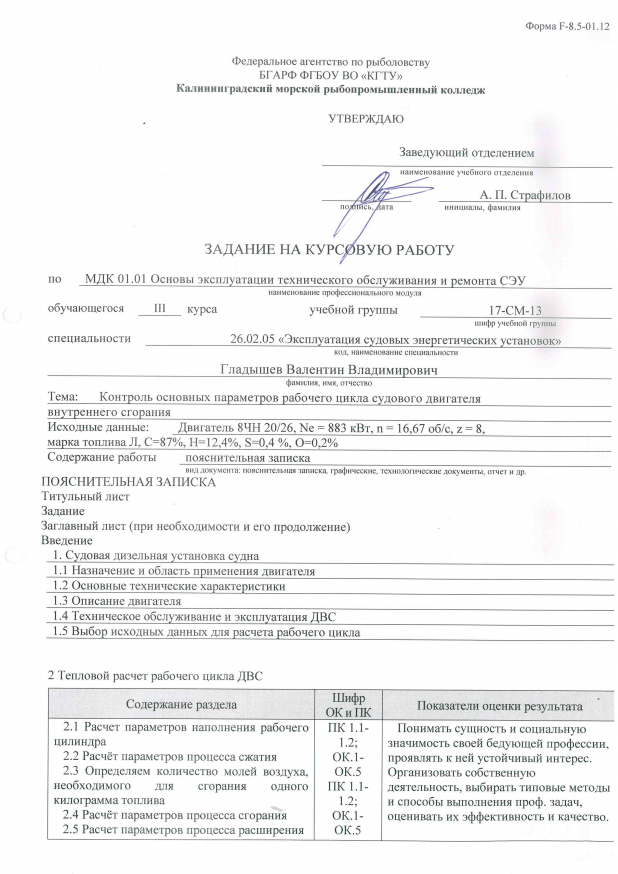 Форма F-8.5-01.12
Федеральное агентство по рыболовству
БГАРФ ФГБОУ ВО «КГТУ»
Калининградский морской рыбопромышленный колледж
УТВЕРЖДАЮ
Заведующий отделением
наименование учебного отделения
А. П. Страфилов
подпись, дата инициалы, фамилия
ЗАДАНИЕ НА КУРСОВУЮ РАБОТУ
по МДК 01.01 Основы эксплуатации технического обслуживания и ремонта СЭУ
наименование профессионального модуля
обучающегося III курса учебной группы 17-СМ-13
шифр учебной группы
специальности 26.02.05 «Эксплуатация судовых энергетических установок»
код, наименование специальности
Гладышев Валентин Владимирович
фамилия, имя, отчество
Тема: Контроль основных параметров рабочего цикла судового двигателя
внутреннего сгорания
Исходные данные: Двигатель 8ЧН 20/26, Ne = 883 кВт, n = 16,67 об/с, z = 8,
марка топлива Л, С=87%, Н=12,4%, S=0,4 %, О=0,2%
Содержание работы пояснительная записка
вид документа: пояснительная записка, графические, технологические документы, отчет и др.
ПОЯСНИТЕЛЬНАЯ ЗАПИСКА
Титульный лист
Задание
Заглавный лист (при необходимости и его продолжение)
Введение
1. Судовая дизельная установка судна
1.1 Назначение и область применения двигателя
1.2 Основные технические характеристики
1.3 Описание двигателя
1.4 Техническое обслуживание и эксплуатация ДВС
1.5 Выбор исходных данных для расчета рабочего цикла
2 Тепловой расчет рабочего цикла ДВС
Содержание раздела
Шифр
ОК и ПК
Показатели оценки результата
2.1 Расчет параметров наполнения рабочего
цилиндра
2.2 Расчёт параметров процесса сжатия
2.3 Определяем количество молей воздуха,
необходимого для сгорания одного
килограмма топлива
2.4 Расчёт параметров процесса сгорания
2.5 Расчет параметров процесса расширения
ПК 1.1-
1.2;
ОК.1-
ОК.5
ПК 1.1-
1.2;
ОК.1-
ОК.5
Понимать сущность и социальную
значимость своей бедующей профессии,
проявлять к ней устойчивый интерес.
Организовать собственную
деятельность, выбирать типовые методы
и способы выполнения проф. задач,
оценивать их эффективность и качество.